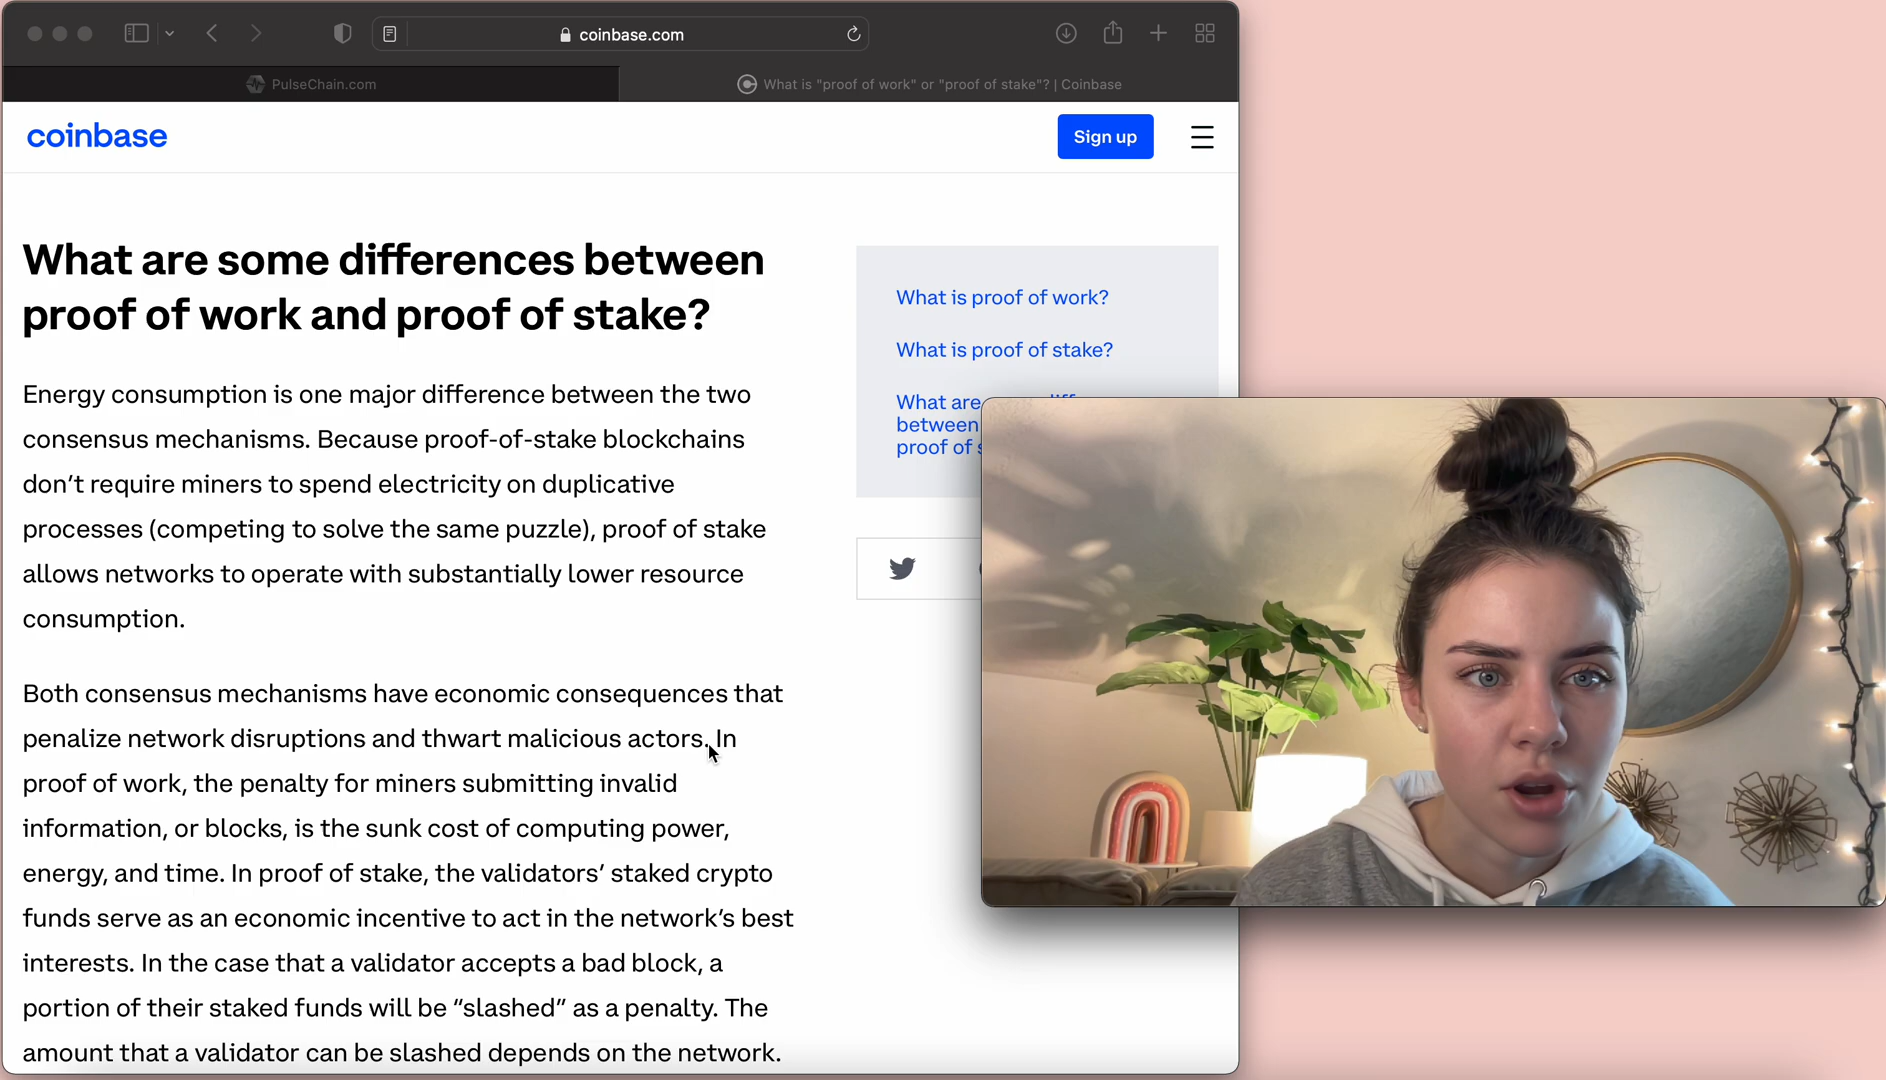 coinbase.com
PulseChain.com
What is "proof of work" or "proof of stake"? | Coinbase
coinbase
Sign up
What are some differences between
proof of work and proof of stake?
Energy consumption is one major difference between the two
consensus mechanisms. Because proof-of-stake blockchains
don’t require miners to spend electricity on duplicative
processes (competing to solve the same puzzle), proof of stake
allows networks to operate with substantially lower resource
consumption.
Both consensus mechanisms have economic consequences that
penalize network disruptions and thwart malicious actors. In
proof of work, the penalty for miners submitting invalid
information, or blocks, is the sunk cost of computing power,
energy, and time. In proof of stake, the validators’ staked crypto
funds serve as an economic incentive to act in the network’s best
interests. In the case that a validator accepts a bad block, a
portion of their staked funds will be “slashed” as a penalty. The
amount that a validator can be slashed depends on the network.
What is proof of work?
What is proof of stake?
What are
between
proof of